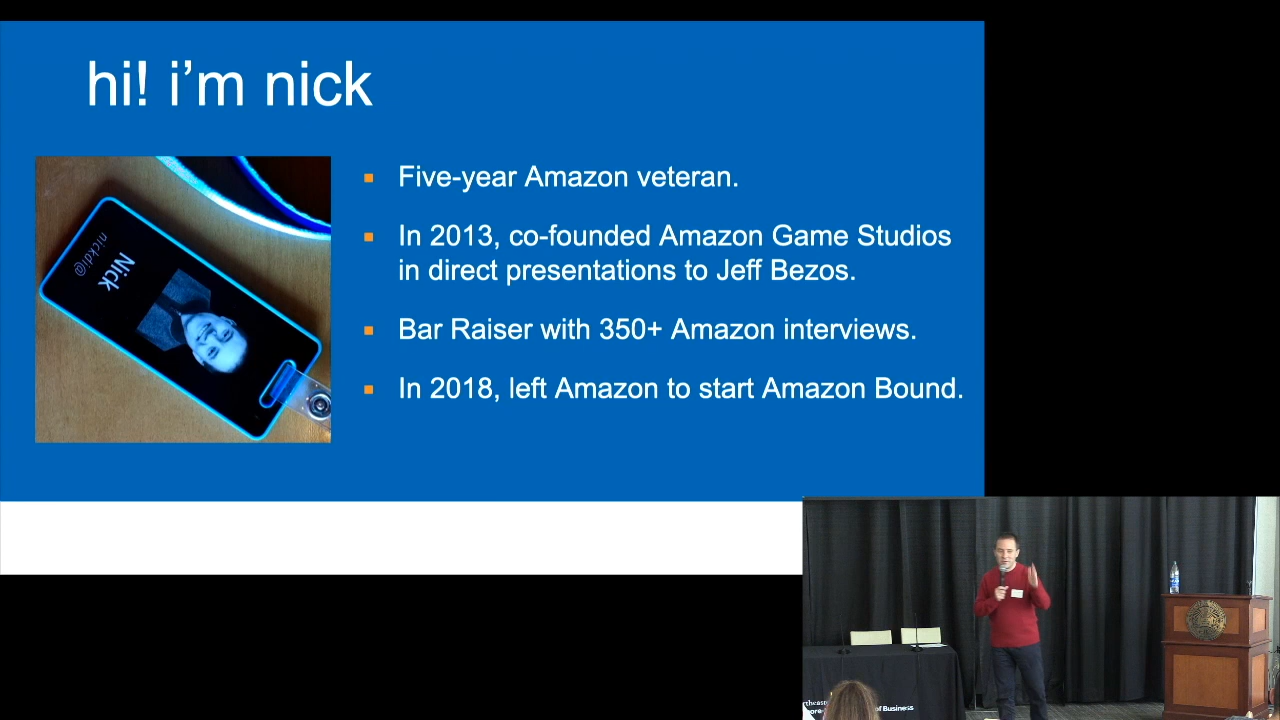 hi! i’m nick
Five-year Amazon veteran.
In 2013, co-founded Amazon Game Studios
in direct presentations to Jeff Bezos.
Bar Raiser with 350+ Amazon interviews.
In 2018, left Amazon to start Amazon Bound.
Nick
nickdi@
of Business